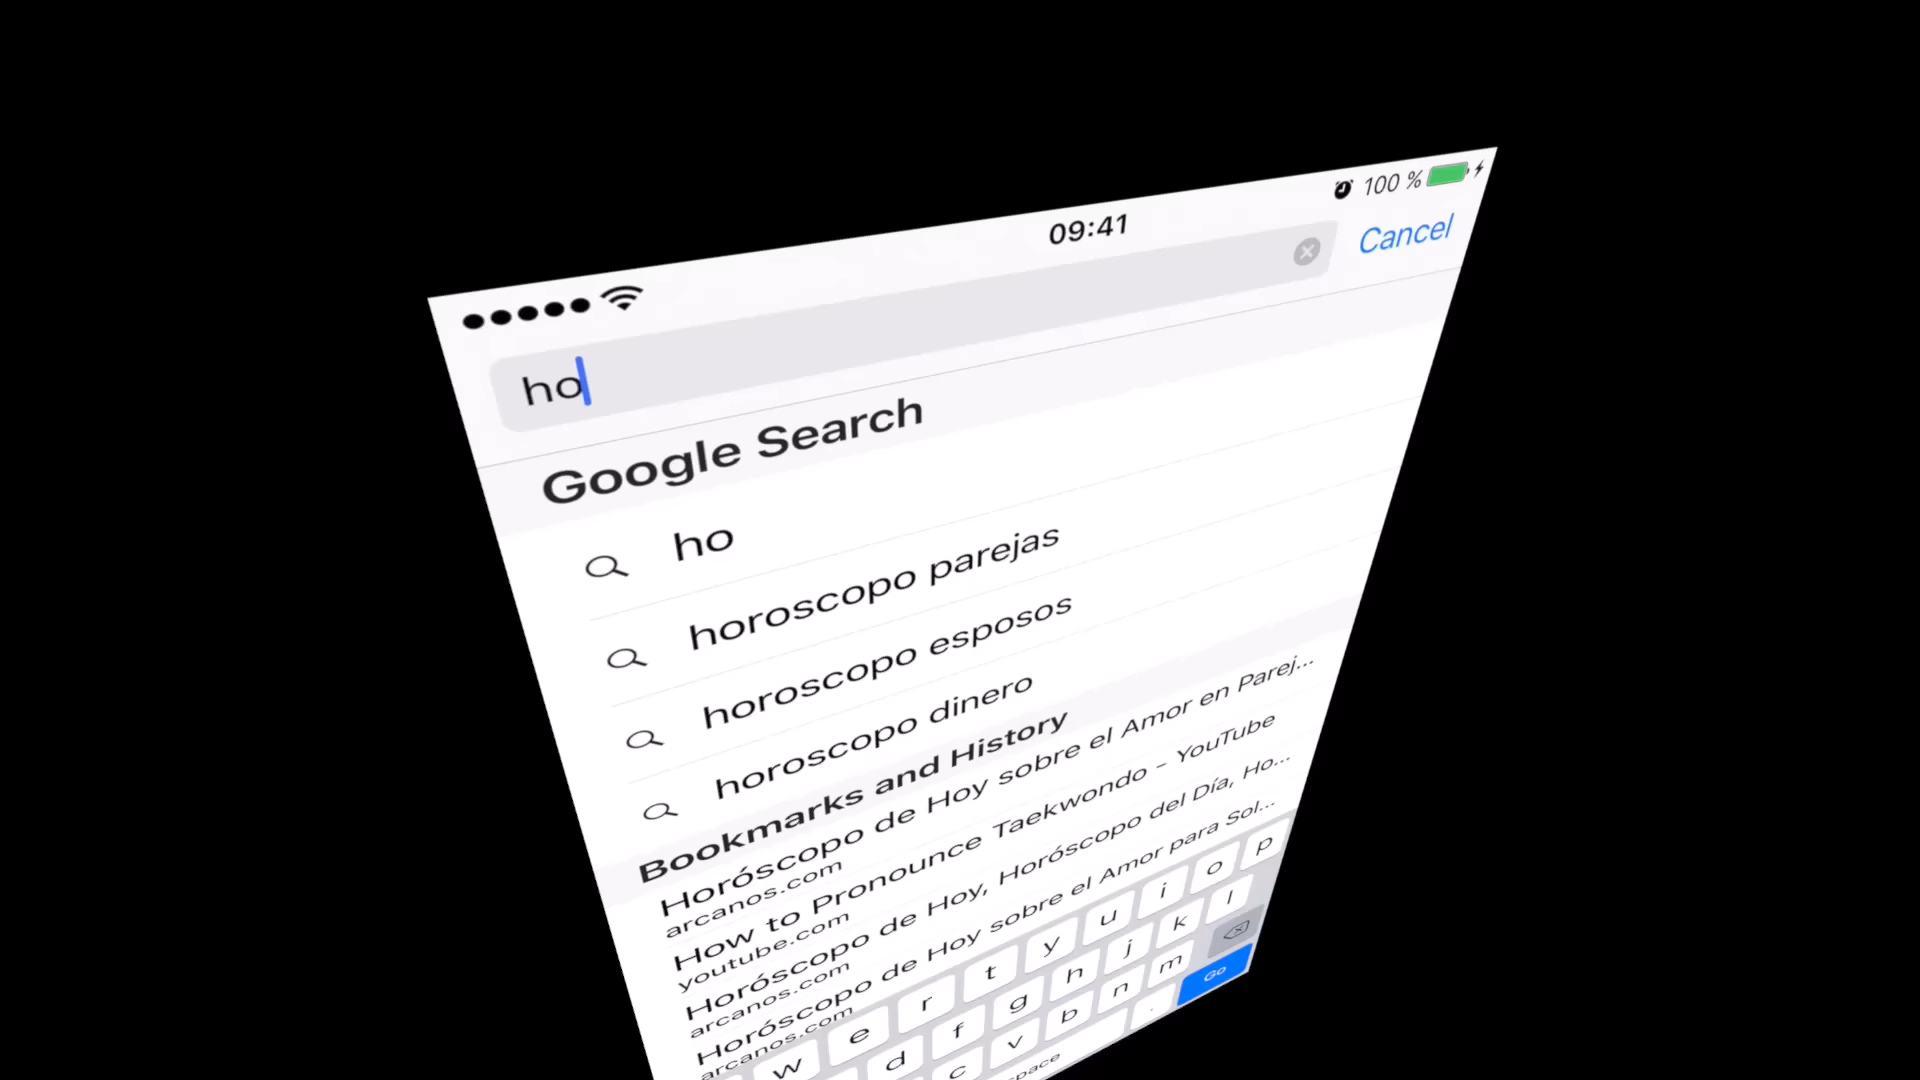 09:41
100 %
ho
Cancel
Google Search
ho
horoscopo parejas
horoscopo esposos
horoscopo dinero
Bookmarks and History
Horóscopo de Hoy sobre el Amor en Parej...
arcanos.com
How to Pronounce Taekwondo - YouTube
youtube.com
Horóscopo de Hoy, Horóscopo del Día, Ho...
arcanos.com
Horóscopo de Hoy sobre el Amor para Sol...
arcanos.com
w e r t y u i o p
d f g h j k l
c v b n m
space . Go